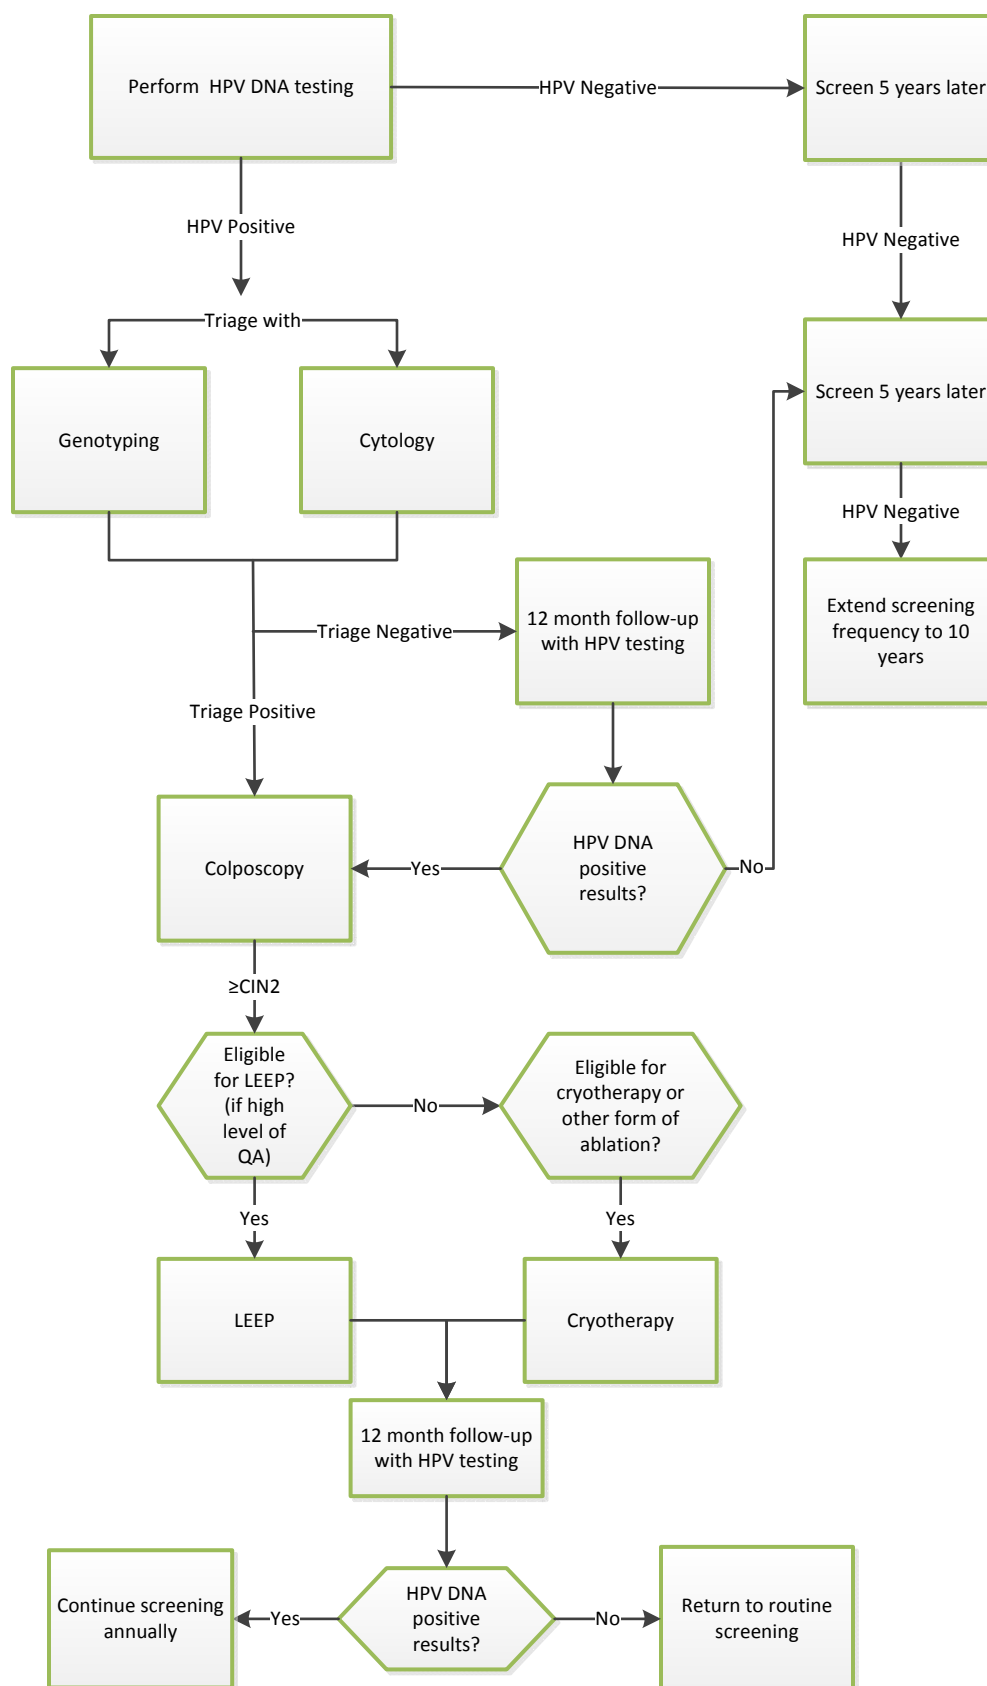 Perform  HPV DNA testing
HPV Negative
Screen 5 years later
HPV Positive
HPV Negative
Triage with
Genotyping
Cytology
Screen 5 years later
HPV Negative
12 month follow-up
with HPV testing
Extend screening
frequency to 10
years
Triage Negative
Triage Positive
Colposcopy
Yes
HPV DNA
positive
results?
No
≥CIN2
Eligible
for LEEP?
(if high
level of
QA)
No
Eligible for
cryotherapy or
other form of
ablation?
Yes
Yes
LEEP
Cryotherapy
12 month follow-up
with HPV testing
Continue screening
annually
Yes
HPV DNA
positive
results?
No
Return to routine
screening